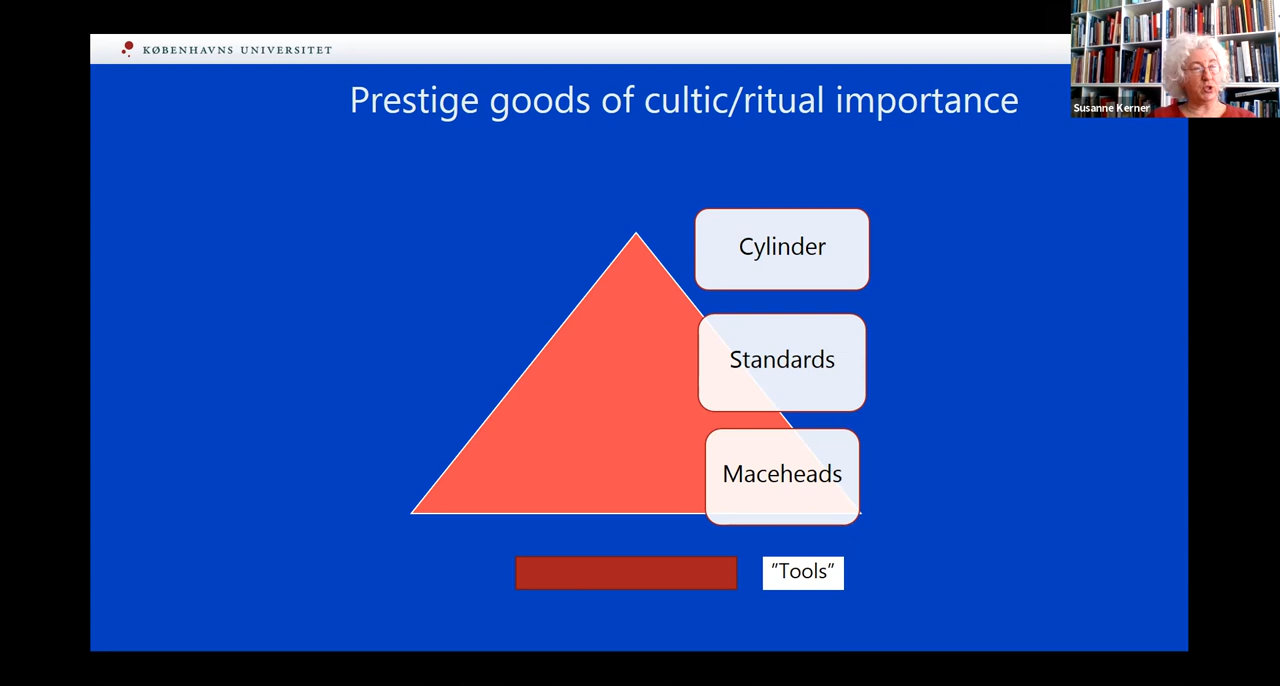 KØBENHAVNS UNIVERSITET
Susanne Kerner
Prestige goods of cultic/ritual importance
Cylinder
Standards
Maceheads
”Tools”